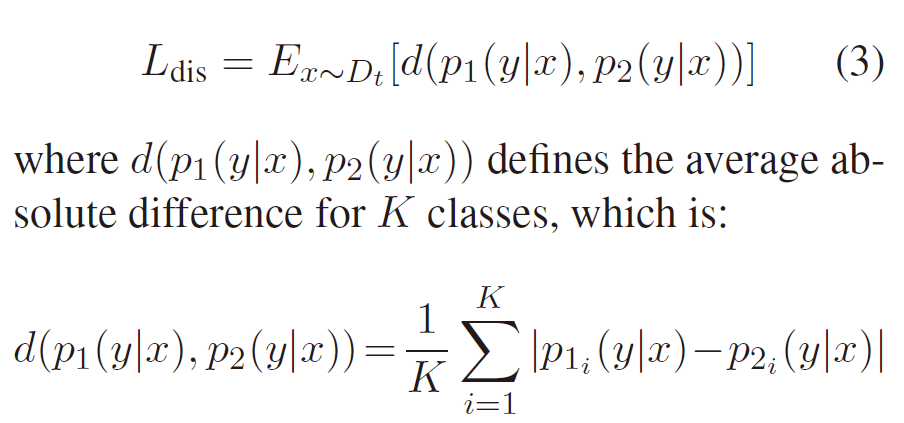 L_dis = E_{x∼D_t}[d(p_1(y|x), p_2(y|x))] (3)
where d(p_1(y|x), p_2(y|x)) defines the average ab-
solute difference for K classes, which is:
d(p_1(y|x), p_2(y|x)) = \frac{1}{K} \sum_{i=1}^{K} |p_{1_i}(y|x) − p_{2_i}(y|x)|